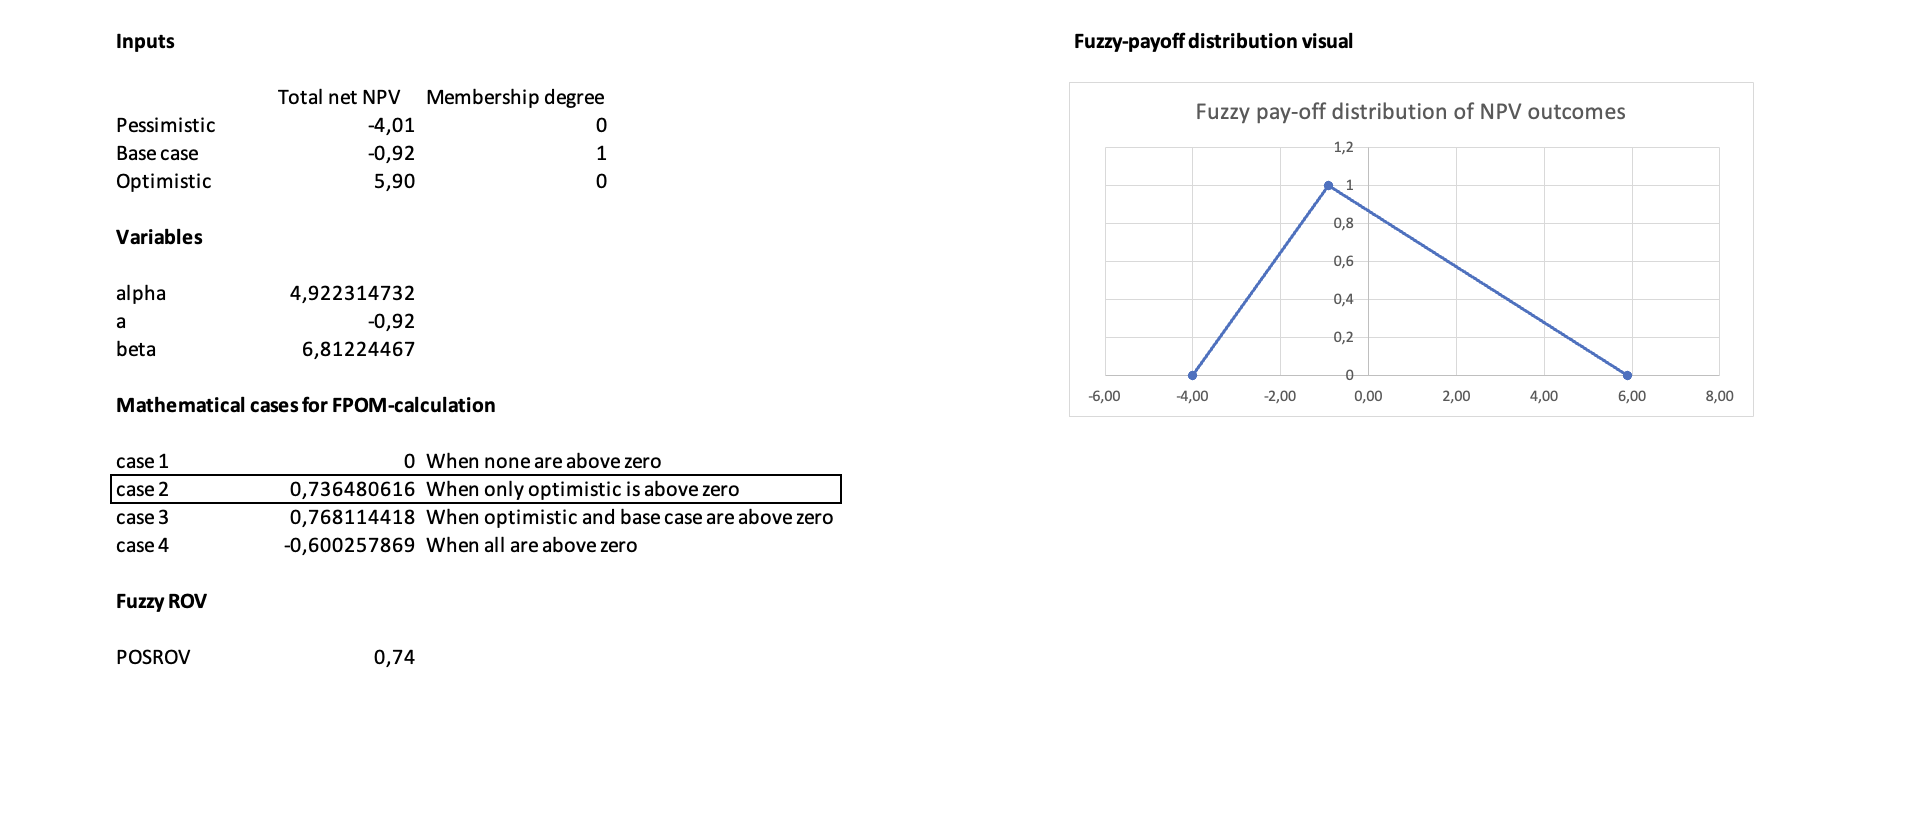 Inputs
Total net NPV Membership degree
Pessimistic -4,01 0
Base case -0,92 1
Optimistic 5,90 0
Variables
alpha 4,922314732
a -0,92
beta 6,81224467
Mathematical cases for FPOM-calculation
case 1 0 When none are above zero
case 2 0,736480616 When only optimistic is above zero
case 3 0,768114418 When optimistic and base case are above zero
case 4 -0,600257869 When all are above zero
Fuzzy ROV
POSROV 0,74
Fuzzy-payoff distribution visual
Fuzzy pay-off distribution of NPV outcomes
1,2
1
0,8
0,6
0,4
0,2
0
-6,00 -4,00 -2,00 0,00 2,00 4,00 6,00 8,00